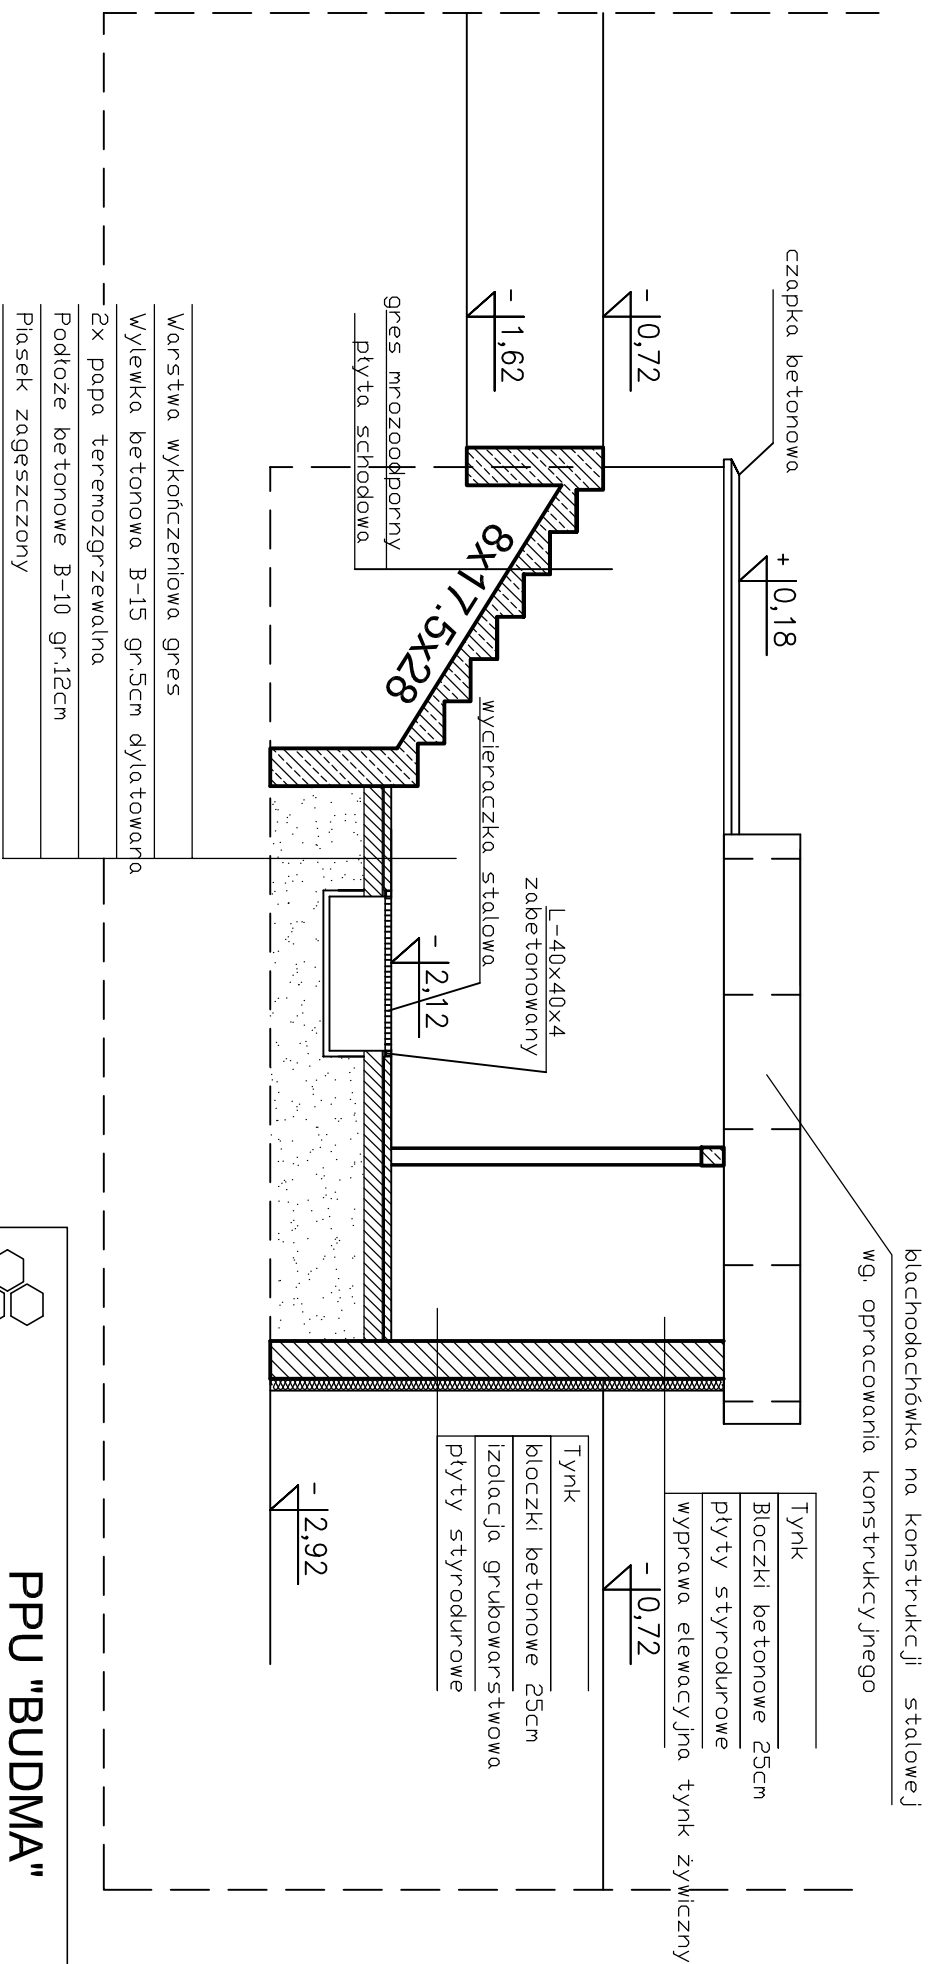 blachodachówka na konstrukcji stalowej
wg. opracowania konstrukcyjnego
czapka betonowa
+0,18
-0,72
-1,62
gres mrozoodporny
płyta schodowa
8x17.5x28
wycieraczka stalowa
L-40x40x4
zabetonowany
-2,12
Tynk
Bloczki betonowe 25cm
płyty styrodurowe
wyprawa elewacyjna tynk żywiczny
-0,72
Tynk
bloczki betonowe 25cm
izolacja grubowarstwowa
płyty styrodurowe
-2,92
Warstwa wykończeniowa gres
Wylewka betonowa B-15 gr.5cm dylatowana
2x papa teremozgrzewalna
Podłoże betonowe B-10 gr.12cm
Piasek zagęszczony
PPU "BUDMA"